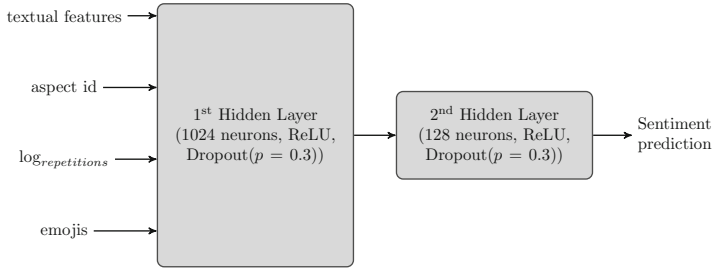 textual features
aspect id
log_repetitions
emojis
1st Hidden Layer
(1024 neurons, ReLU,
Dropout(p = 0.3))
2nd Hidden Layer
(128 neurons, ReLU,
Dropout(p = 0.3))
Sentiment
prediction